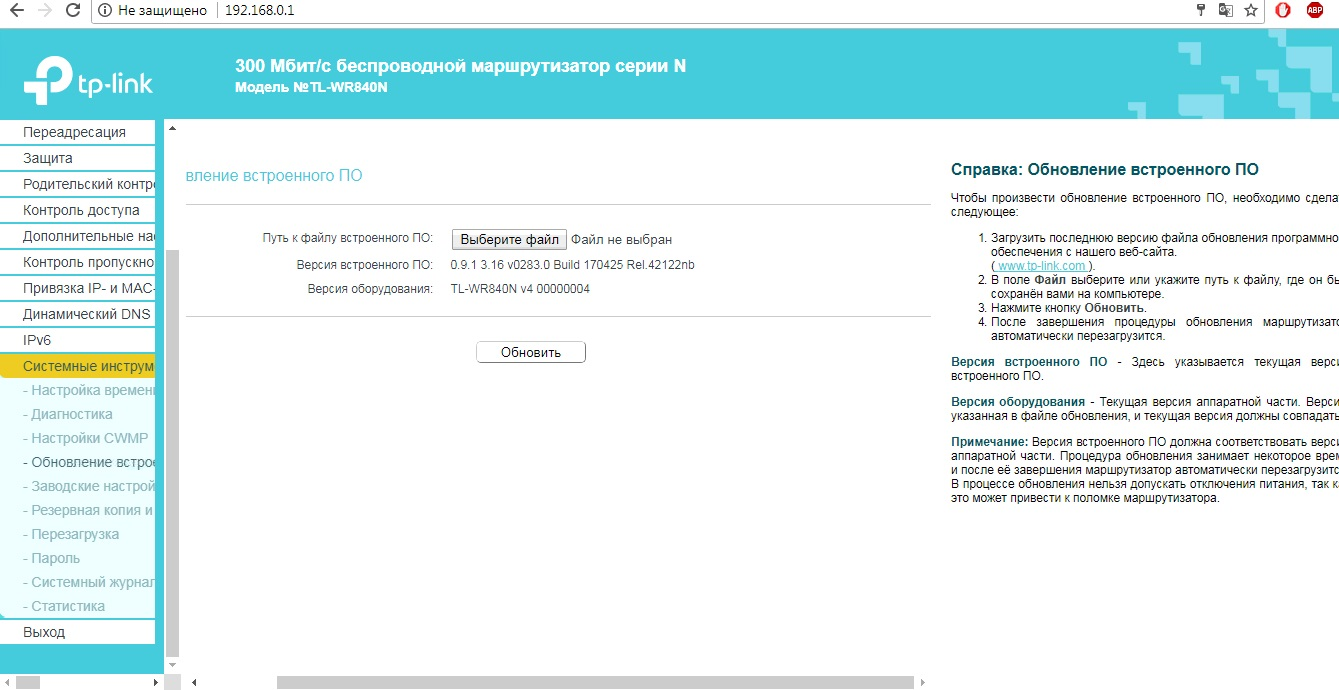 Не защищено
192.168.0.1
ABP
tp-link
300 Мбит/с беспроводной маршрутизатор серии N
Модель №TL-WR840N
Переадресация
Защита
Родительский контро
Контроль доступа
Дополнительные нас
Контроль пропускно
Привязка IP- и MAC-
Динамический DNS
IPv6
Системные инструм
- Настройка времени
- Диагностика
- Настройки CWMP
- Обновление встрое
- Заводские настрой
- Резервная копия и
- Перезагрузка
- Пароль
- Системный журнал
- Статистика
Выход
вление встроенного ПО
Путь к файлу встроенного ПО: Выберите файл Файл не выбран
Версия встроенного ПО: 0.9.1 3.16 v0283.0 Build 170425 Rel.42122nb
Версия оборудования: TL-WR840N v4 00000004
Обновить
Справка: Обновление встроенного ПО
Чтобы произвести обновление встроенного ПО, необходимо сдела
следующее:
1. Загрузить последнюю версию файла обновления программно
обеспечения с нашего веб-сайта.
( www.tp-link.com ).
2. В поле Файл выберите или укажите путь к файлу, где он бы
сохранён вами на компьютере.
3. Нажмите кнопку Обновить.
4. После завершения процедуры обновления маршрутизато
автоматически перезагрузится.
Версия встроенного ПО - Здесь указывается текущая верси
встроенного ПО.
Версия оборудования - Текущая версия аппаратной части. Верси
указанная в файле обновления, и текущая версия должны совпадать
Примечание: Версия встроенного ПО должна соответствовать верси
аппаратной части. Процедура обновления занимает некоторое врем
и после её завершения маршрутизатор автоматически перезагрузитс
В процессе обновления нельзя допускать отключения питания, так к
это может привести к поломке маршрутизатора.